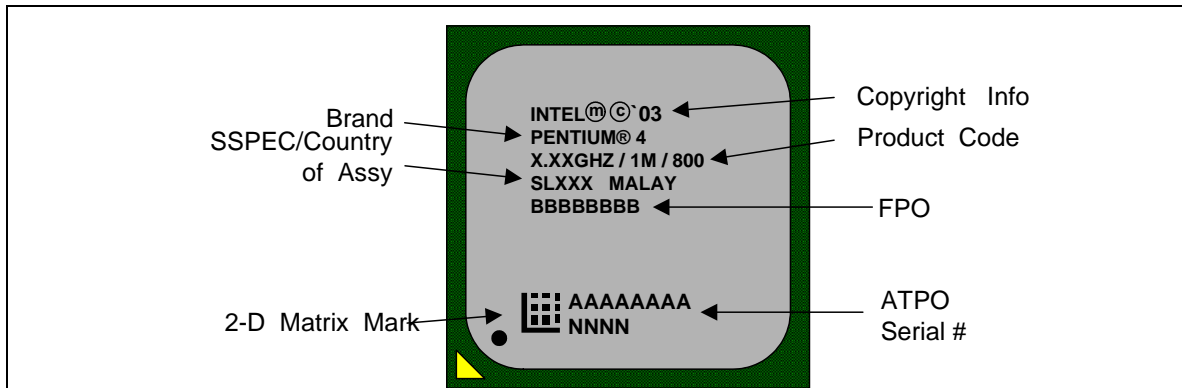 INTELⓜ ©`03
PENTIUM® 4
X.XXGHZ / 1M / 800
SLXXX MALAY
BBBBBBBB
AAAAAAAA
NNNN
Brand
SSPEC/Country
of Assy
2-D Matrix Mark
Copyright Info
Product Code
FPO
ATPO
Serial #